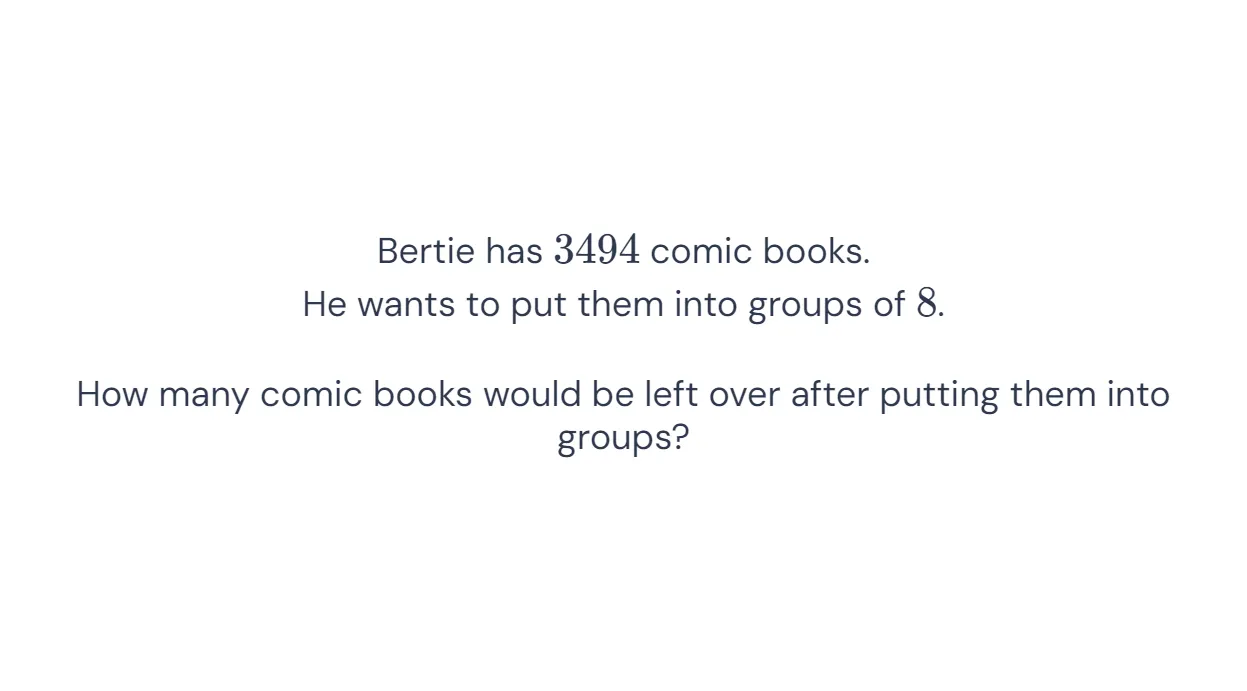 Bertie has 3494 comic books.
He wants to put them into groups of 8.
How many comic books would be left over after putting them into
groups?